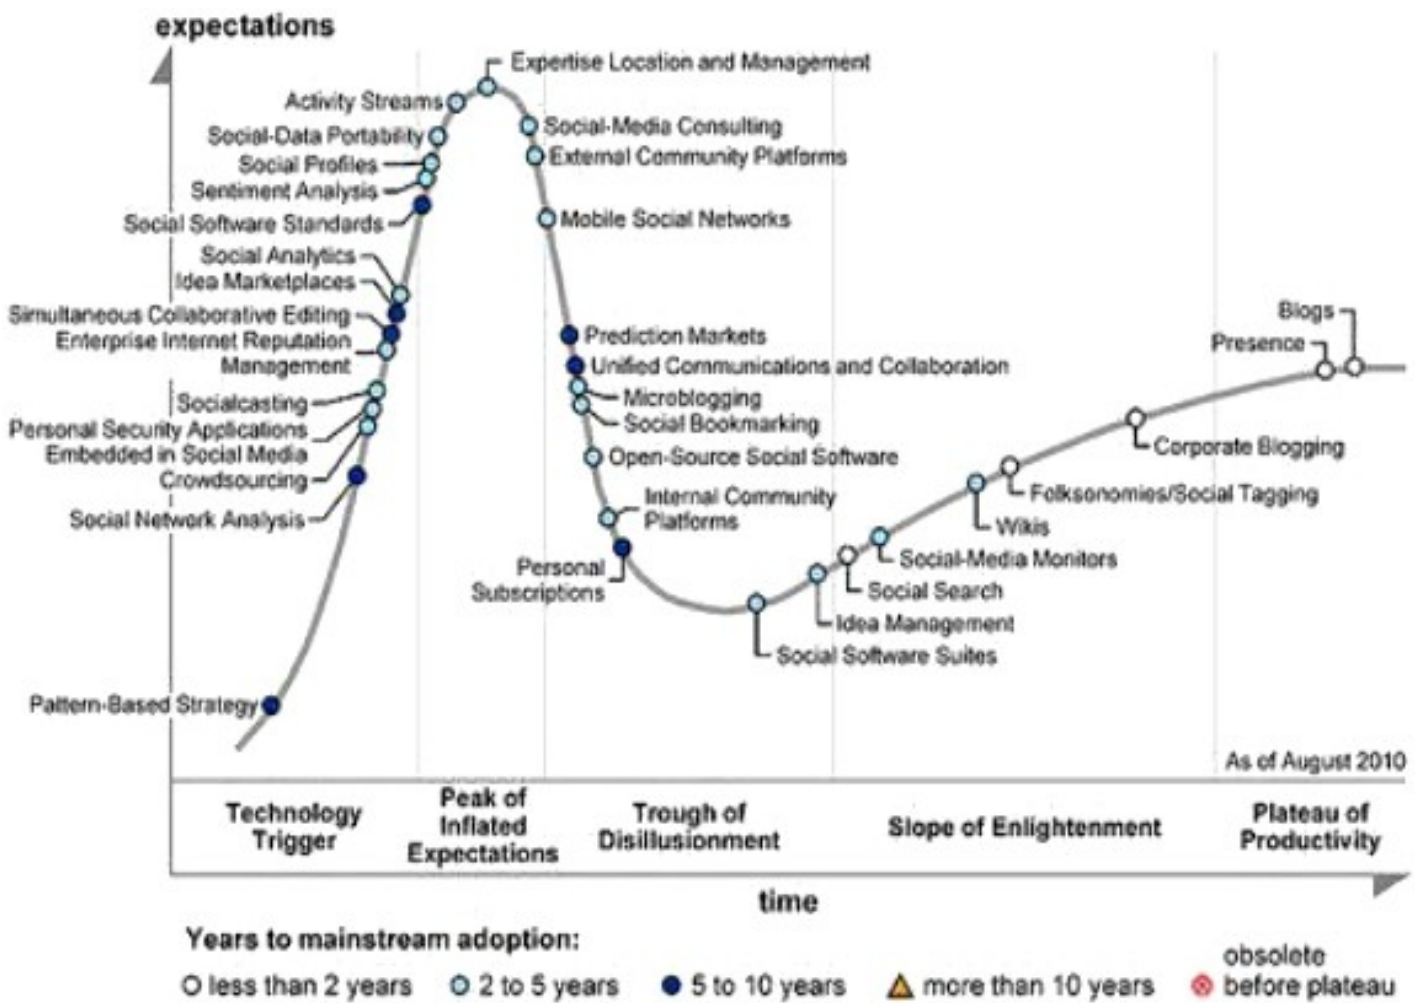 expectations
Expertise Location and Management
Activity Streams
Social-Media Consulting
Social-Data Portability
External Community Platforms
Social Profiles
Sentiment Analysis
Social Software Standards
Mobile Social Networks
Social Analytics
Idea Marketplaces
Simultaneous Collaborative Editing
Enterprise Internet Reputation
Management
Socialcasting
Personal Security Applications
Embedded in Social Media
Crowdsourcing
Social Network Analysis
Pattern-Based Strategy
Prediction Markets
Unified Communications and Collaboration
Microblogging
Social Bookmarking
Open-Source Social Software
Internal Community
Platforms
Personal
Subscriptions
Blogs
Presence
Corporate Blogging
Folksonomies/Social Tagging
Wikis
Social-Media Monitors
Social Search
Idea Management
Social Software Suites
As of August 2010
Technology
Trigger
Peak of
Inflated
Expectations
Trough of
Disillusionment
Slope of Enlightenment
Plateau of
Productivity
time
Years to mainstream adoption:
less than 2 years
2 to 5 years
5 to 10 years
more than 10 years
obsolete
before plateau